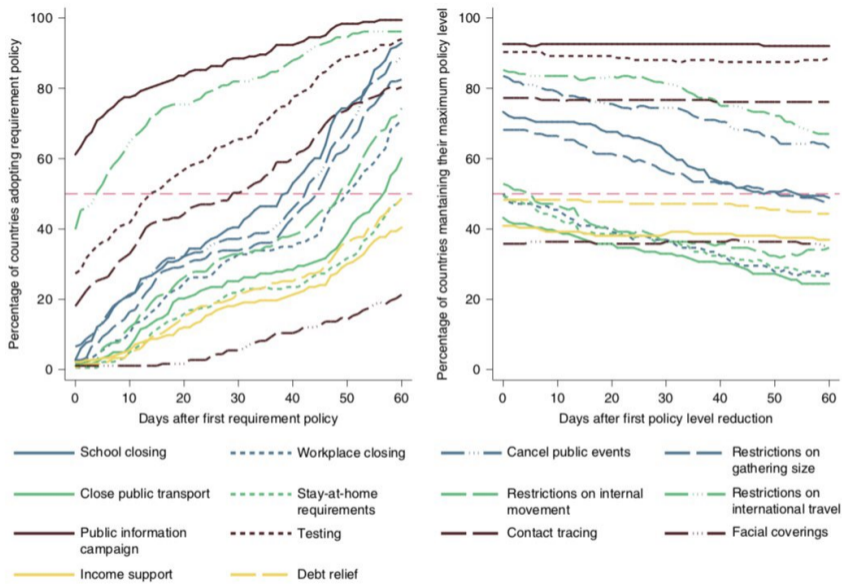 Percentage of countries adopting requirement policy
100
80
60
40
20
0
0 10 20 30 40 50 60
Days after first requirement policy
Percentage of countries mantaining their maximum policy level
100
80
60
40
20
0
0 10 20 30 40 50 60
Days after first policy level reduction
School closing
Workplace closing
Cancel public events
Restrictions on
gathering size
Close public transport
Stay-at-home
requirements
Restrictions on internal
movement
Restrictions on
international travel
Public information
campaign
Testing
Contact tracing
Facial coverings
Income support
Debt relief